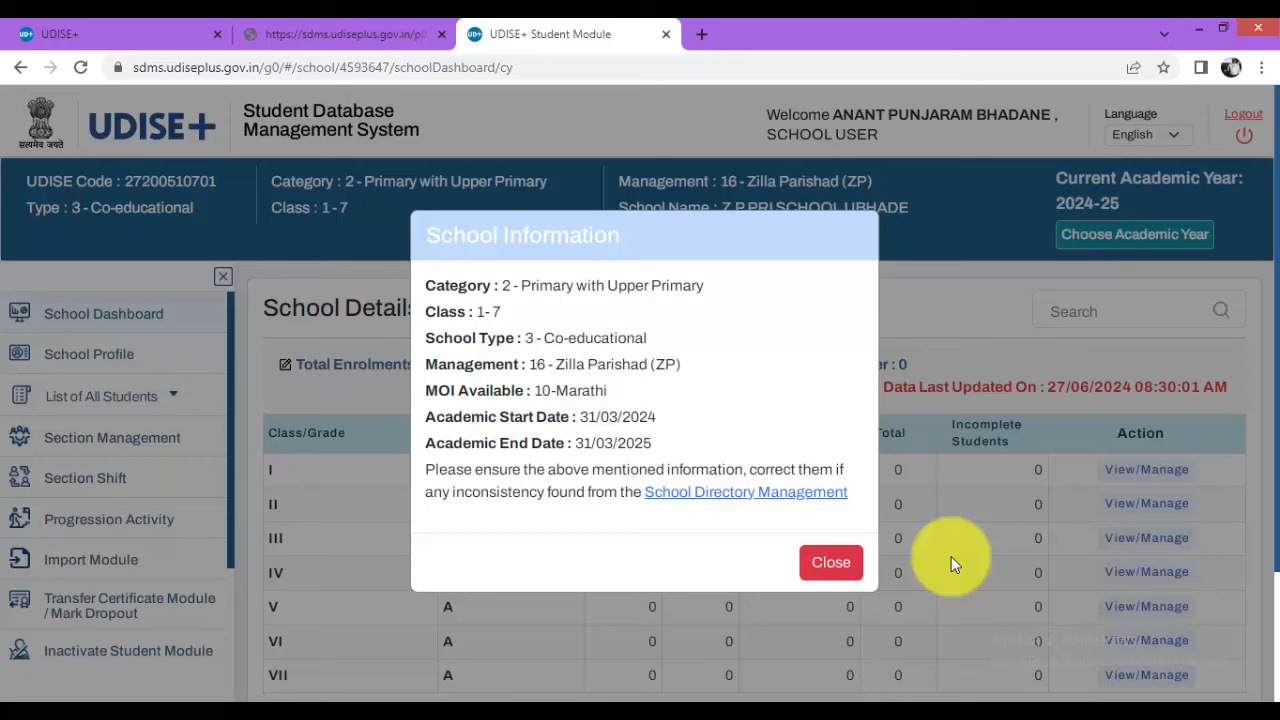 UDISE+
https://sdms.udiseplus.gov.in/p0
UDISE+ Student Module
sdms.udiseplus.gov.in/g0/#/school/4593647/schoolDashboard/cy
सत्यमेव जयते
UDISE+
Student Database
Management System
Welcome ANANT PUNJARAM BHADANE ,
SCHOOL USER
Language
English
Logout
UDISE Code : 27200510701
Category : 2 - Primary with Upper Primary
Management : 16 - Zilla Parishad (ZP)
Current Academic Year:
2024-25
Type : 3 - Co-educational
Class : 1-7
School Name : Z.P.PRI.SCHOOL UBHADE
Choose Academic Year
School Dashboard
School Profile
List of All Students
Section Management
Section Shift
Progression Activity
Import Module
Transfer Certificate Module
/ Mark Dropout
Inactivate Student Module
School Details
Search
Total Enrolments
: 0
Data Last Updated On : 27/06/2024 08:30:01 AM
Class/Grade
Incomplete
Students
Action
I 0 0 View/Manage
II 0 0 View/Manage
III 0 0 View/Manage
IV 0 0 View/Manage
V A 0 0 0 0 0 View/Manage
VI A 0 0 0 0 0 View/Manage
VII A 0 0 0 0 0 View/Manage
School Information
Category : 2 - Primary with Upper Primary
Class : 1- 7
School Type : 3 - Co-educational
Management : 16 - Zilla Parishad (ZP)
MOI Available : 10-Marathi
Academic Start Date : 31/03/2024
Academic End Date : 31/03/2025
Please ensure the above mentioned information, correct them if
any inconsistency found from the School Directory Management
Close